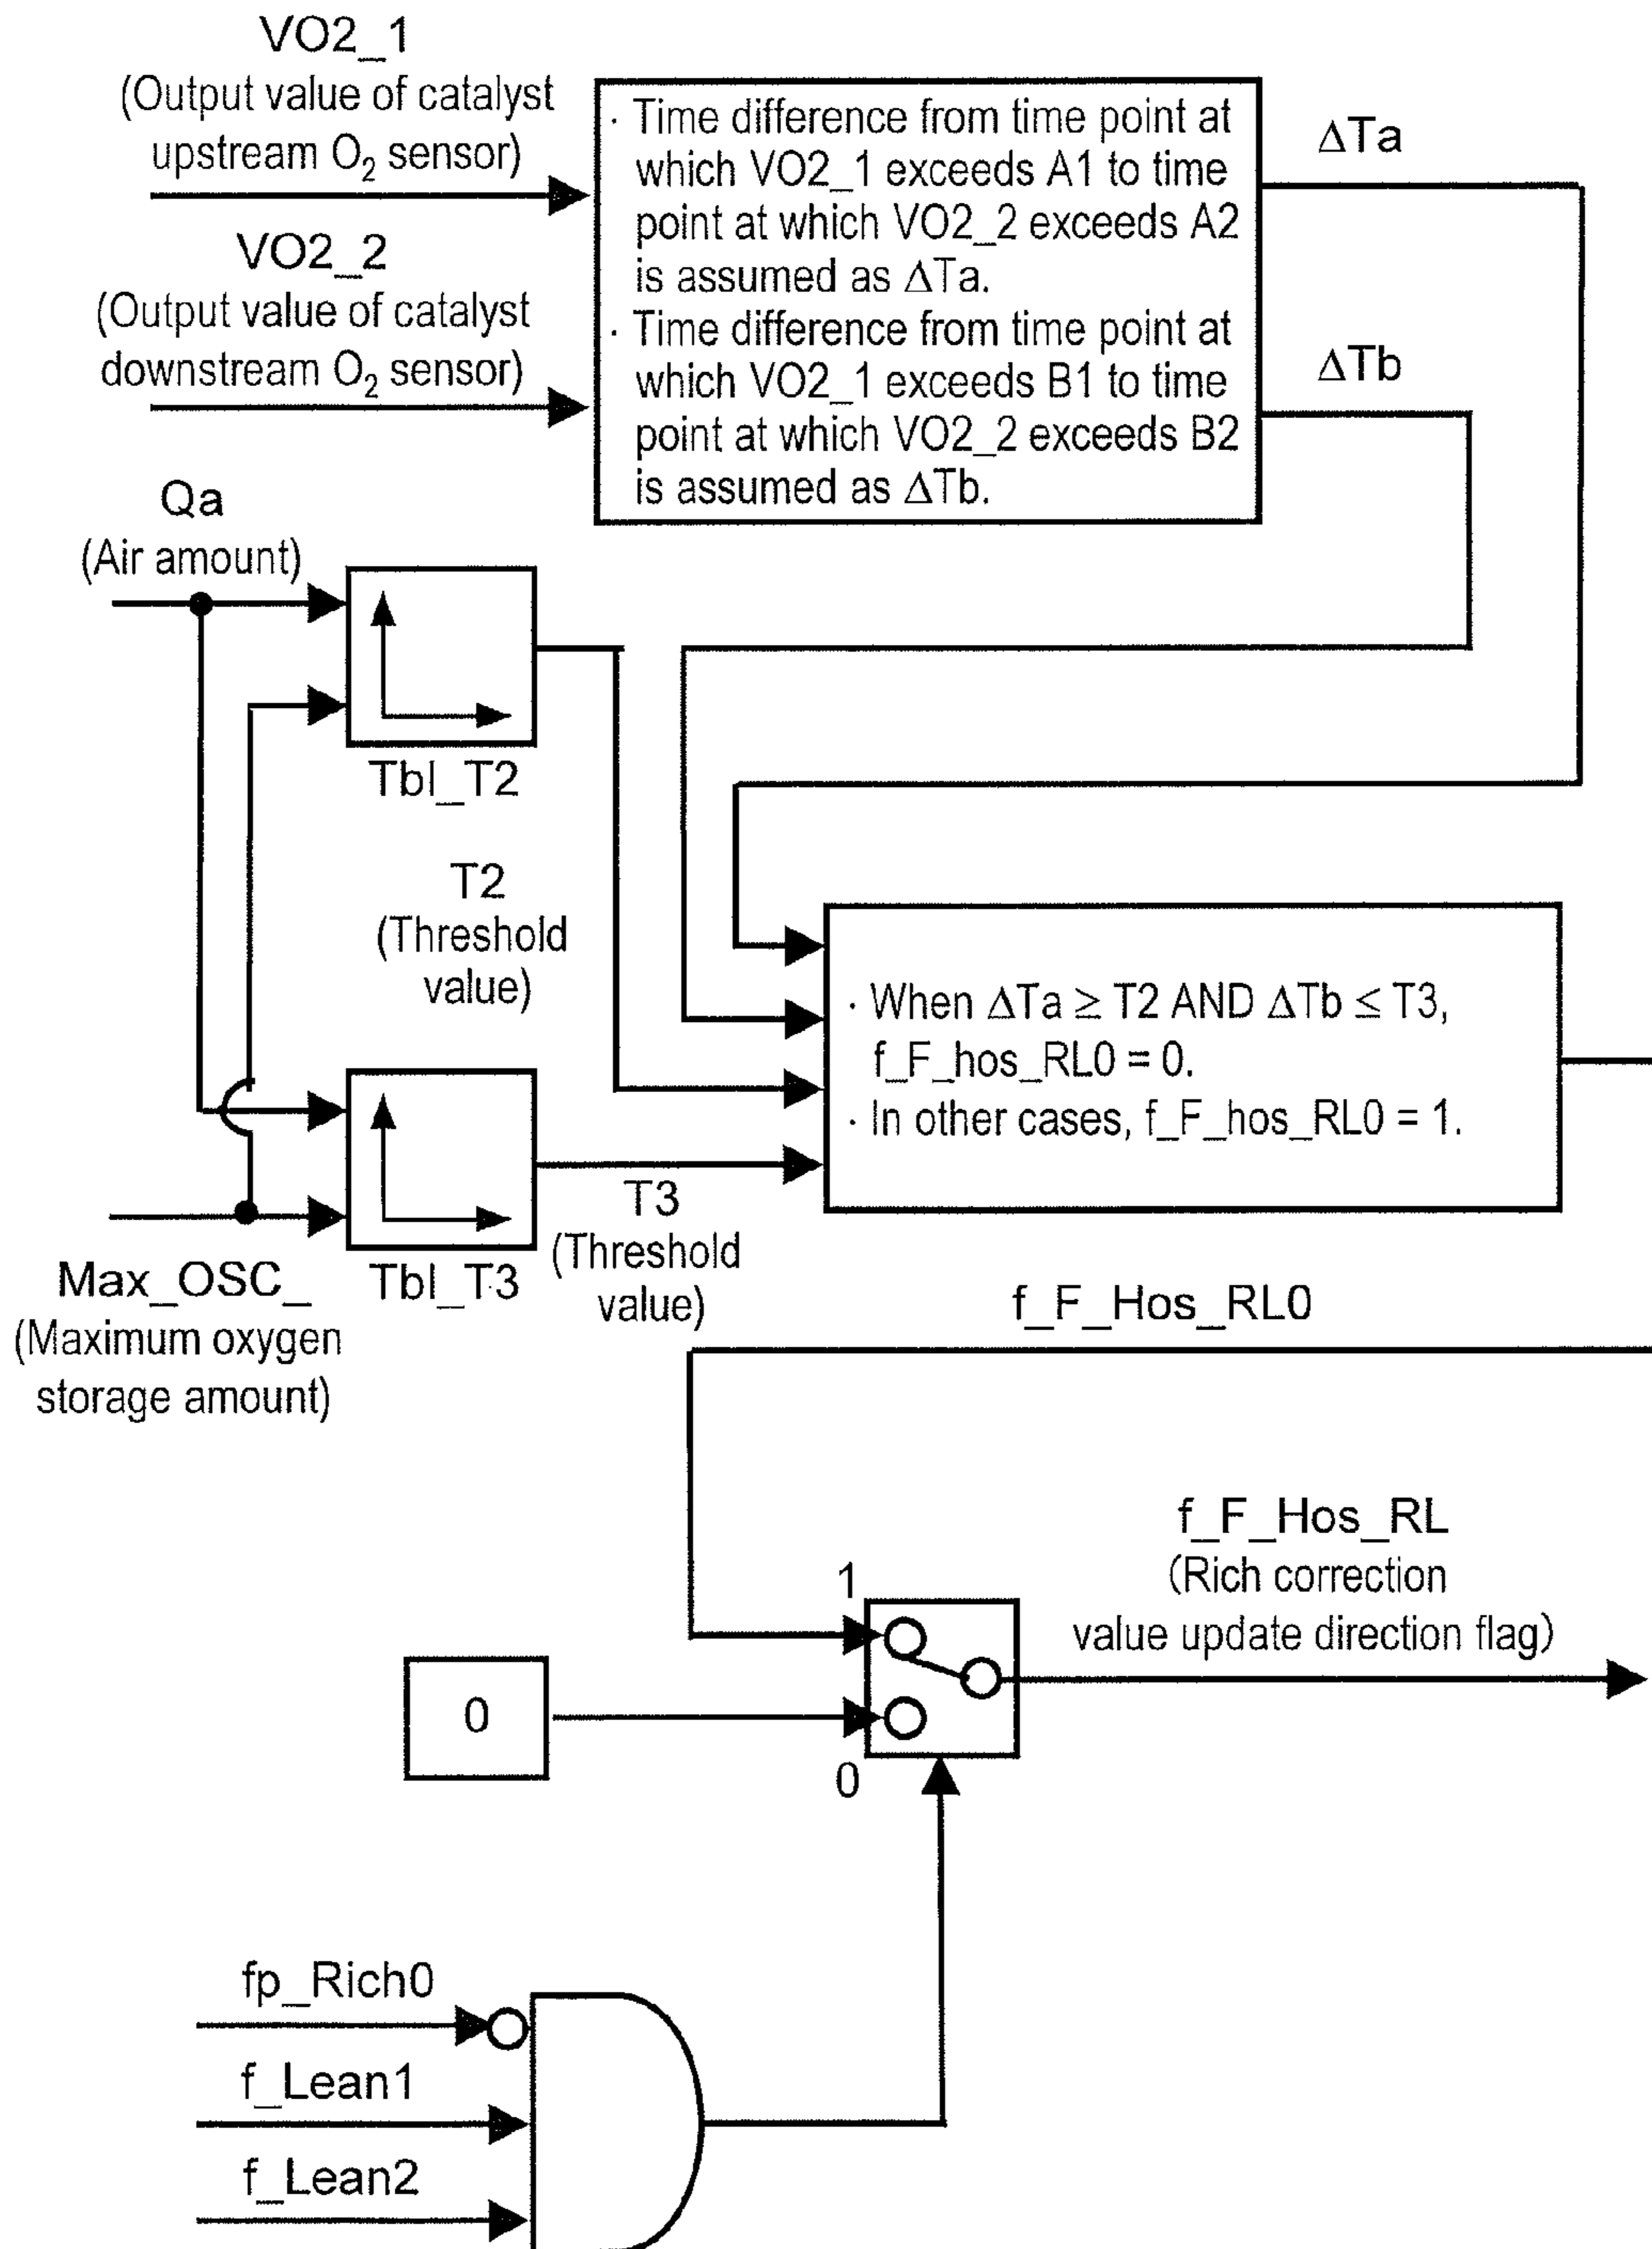 VO2_1
(Output value of catalyst
upstream O₂ sensor)
VO2_2
(Output value of catalyst
downstream O₂ sensor)
· Time difference from time point at
which VO2_1 exceeds A1 to time
point at which VO2_2 exceeds A2
is assumed as ΔTa.
· Time difference from time point at
which VO2_1 exceeds B1 to time
point at which VO2_2 exceeds B2
is assumed as ΔTb.
ΔTa
ΔTb
Qa
(Air amount)
Tbl_T2
T2
(Threshold
value)
· When ΔTa ≥ T2 AND ΔTb ≤ T3,
f_F_hos_RL0 = 0.
· In other cases, f_F_hos_RL0 = 1.
Max_OSC_
(Maximum oxygen
storage amount)
Tbl_T3
T3
(Threshold
value)
f_F_Hos_RL0
1
f_F_Hos_RL
(Rich correction
value update direction flag)
0
0
fp_Rich0
f_Lean1
f_Lean2